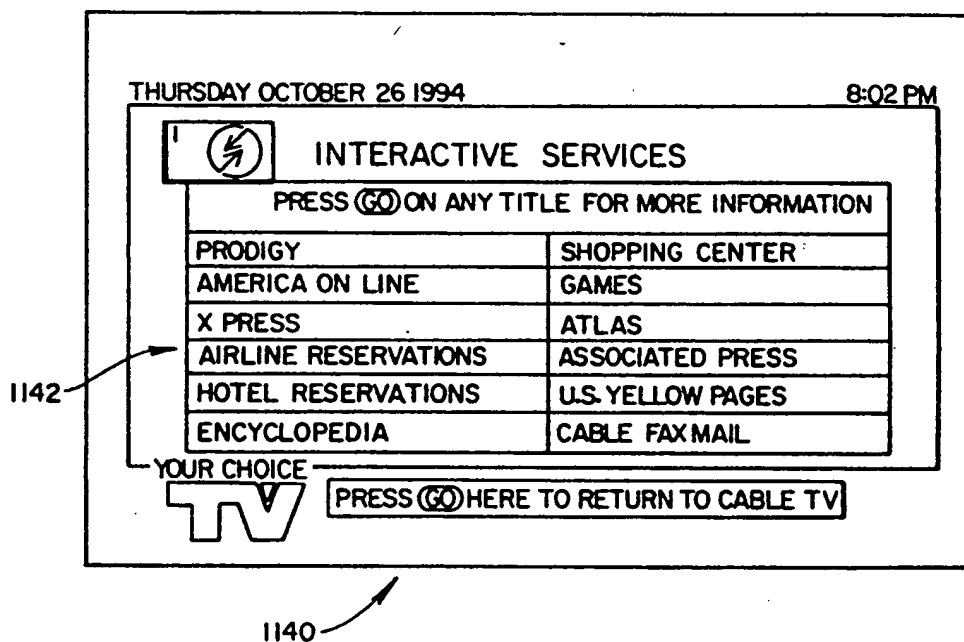 THURSDAY OCTOBER 26 1994 8:02 PM
1
INTERACTIVE SERVICES
PRESS GO ON ANY TITLE FOR MORE INFORMATION
PRODIGY SHOPPING CENTER
AMERICA ON LINE GAMES
X PRESS ATLAS
AIRLINE RESERVATIONS ASSOCIATED PRESS
HOTEL RESERVATIONS U.S. YELLOW PAGES
ENCYCLOPEDIA CABLE FAXMAIL
1142
YOUR CHOICE
TV
PRESS GO HERE TO RETURN TO CABLE TV
1140